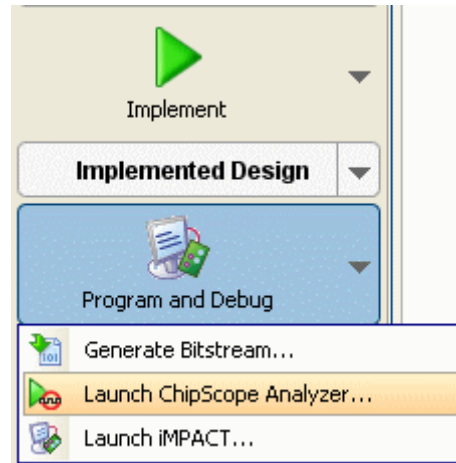 Implement
Implemented Design
Program and Debug
Generate Bitstream...
Launch ChipScope Analyzer...
Launch iMPACT...